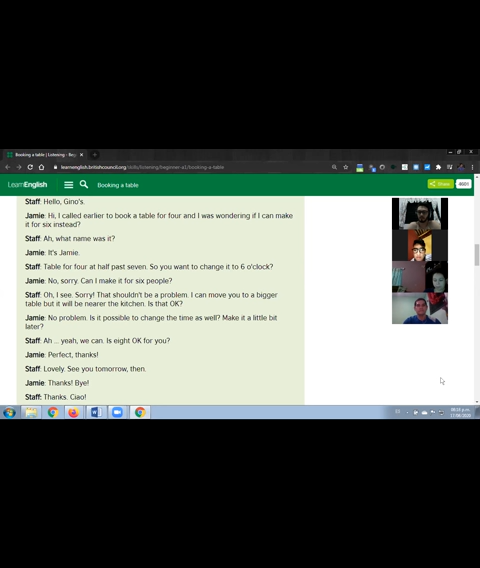 Booking a table | Listening - Be
learnenglish.britishcouncil.org/skills/listening/beginner-a1/booking-a-table
LearnEnglish
Booking a table
Share
Staff: Hello, Gino's.
Jamie: Hi, I called earlier to book a table for four and I was wondering if I can make
it for six instead?
Staff: Ah, what name was it?
Jamie: It's Jamie.
Staff: Table for four at half past seven. So you want to change it to 6 o'clock?
Jamie: No, sorry. Can I make it for six people?
Staff: Oh, I see. Sorry! That shouldn't be a problem. I can move you to a bigger
table but it will be nearer the kitchen. Is that OK?
Jamie: No problem. Is it possible to change the time as well? Make it a little bit
later?
Staff: Ah ... yeah, we can. Is eight OK for you?
Jamie: Perfect, thanks!
Staff: Lovely. See you tomorrow, then.
Jamie: Thanks! Bye!
Staff: Thanks. Ciao!
ES